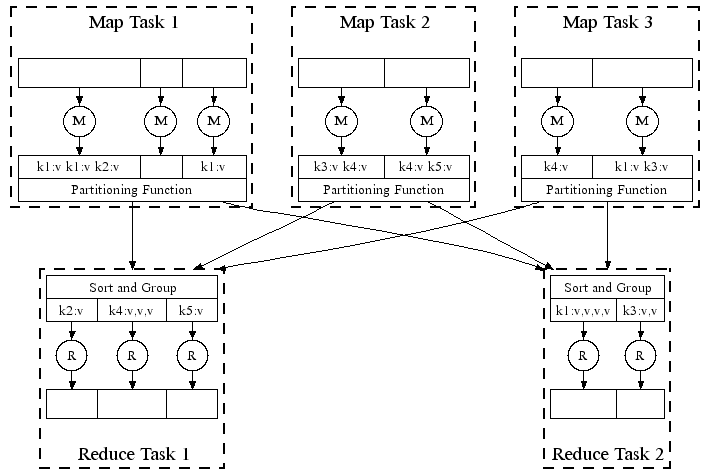 Map Task 1 Map Task 2 Map Task 3
M M M M M M M
k1:v k1:v k2:v k1:v k3:v k4:v k4:v k5:v k4:v k1:v k3:v
Partitioning Function Partitioning Function Partitioning Function
Sort and Group Sort and Group
k2:v k4:v,v,v k5:v k1:v,v,v,v k3:v,v
R R R R R
Reduce Task 1 Reduce Task 2